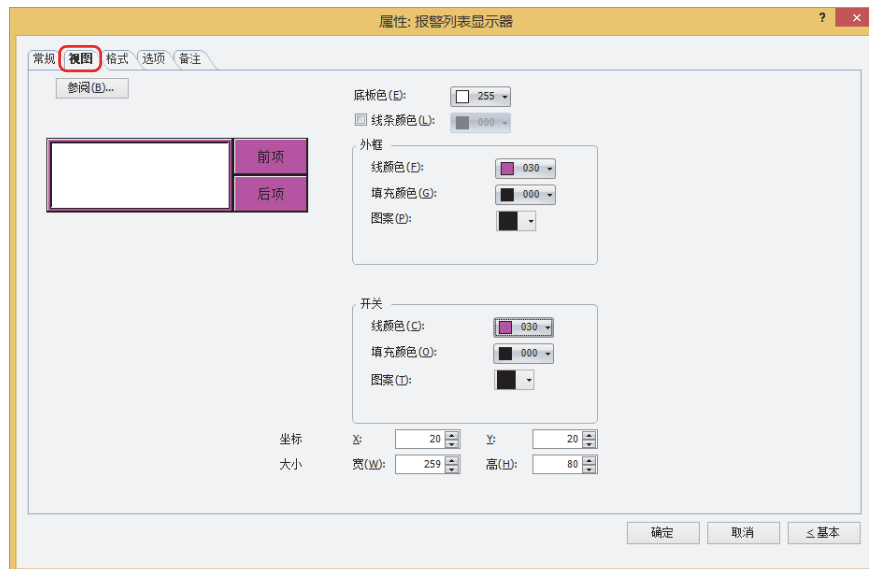 属性: 报警列表显示器
? ×
常规 视图 格式 选项 备注
参阅(B)...
前项
后项
底板色(E): 255
线条颜色(L): 000
外框
线颜色(F): 030
填充颜色(G): 000
图案(P):
开关
线颜色(C): 030
填充颜色(O): 000
图案(T):
坐标 X: 20 Y: 20
大小 宽(W): 259 高(H): 80
确定 取消 <基本